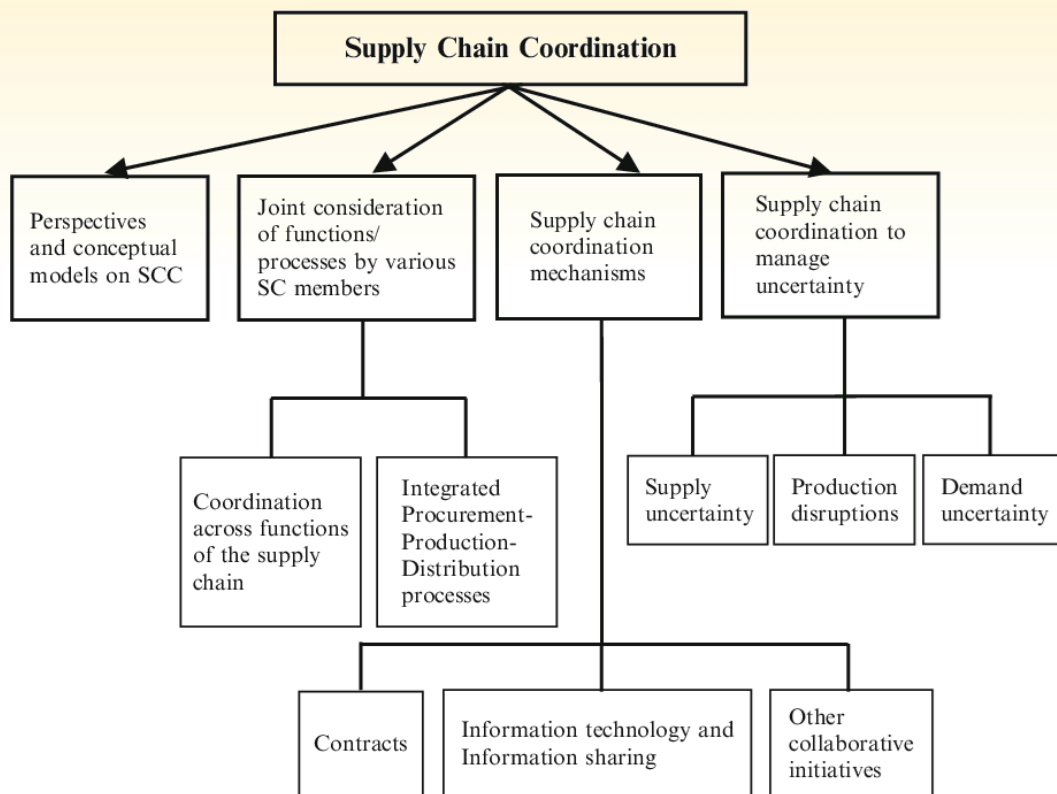 Supply Chain Coordination
Perspectives
and conceptual
models on SCC
Joint consideration
of functions/
processes by various
SC members
Supply chain
coordination
mechanisms
Supply chain
coordination to
manage
uncertainty
Coordination
across functions
of the supply
chain
Integrated
Procurement-
Production-
Distribution
processes
Supply
uncertainty
Production
disruptions
Demand
uncertainty
Contracts
Information technology and
Information sharing
Other
collaborative
initiatives